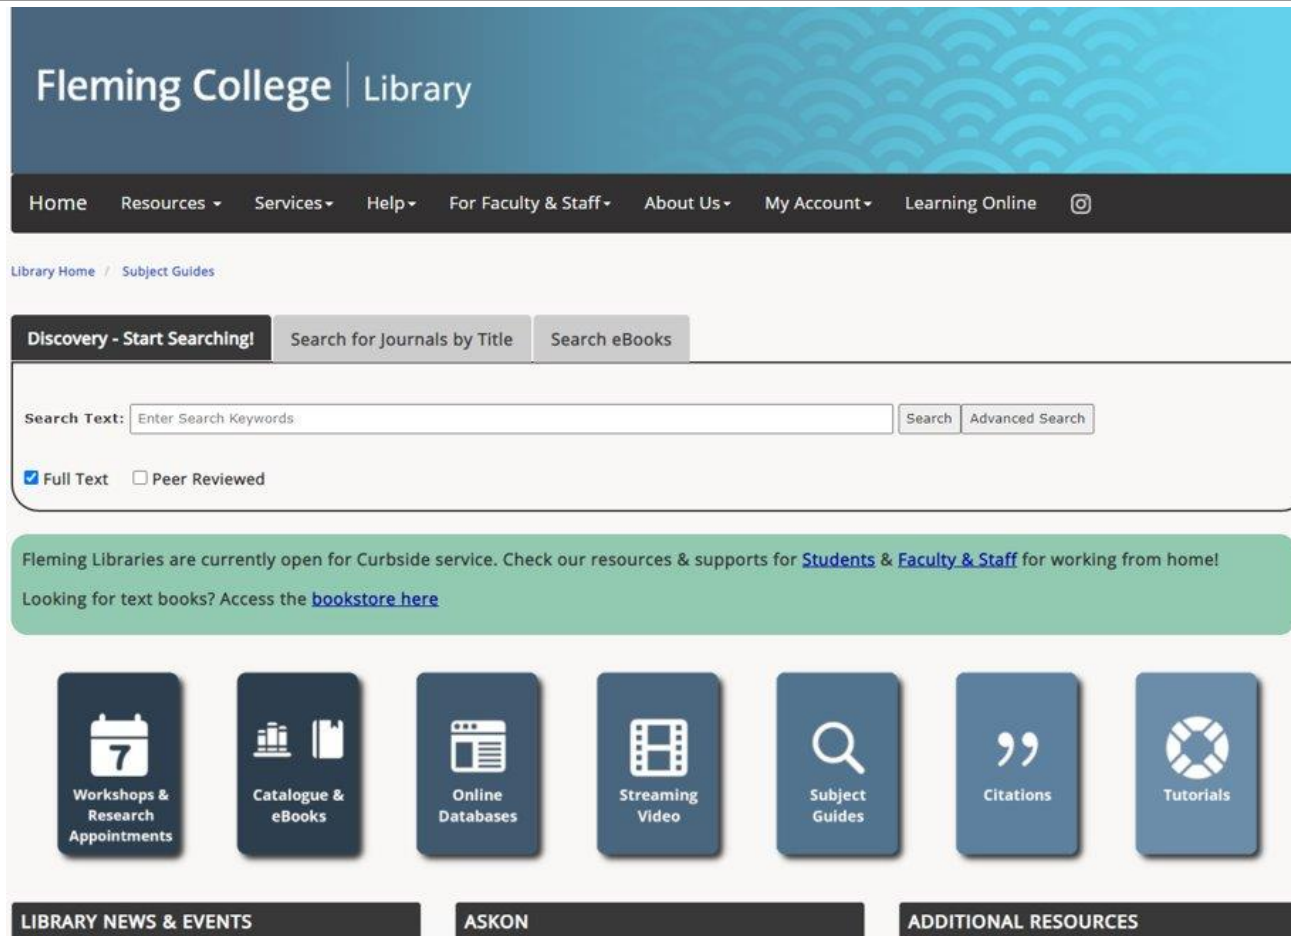 Fleming College | Library
Home Resources Services Help For Faculty & Staff About Us My Account Learning Online
Library Home / Subject Guides
Discovery - Start Searching! Search for Journals by Title Search eBooks
Search Text: Enter Search Keywords Search Advanced Search
Full Text Peer Reviewed
Fleming Libraries are currently open for Curbside service. Check our resources & supports for Students & Faculty & Staff for working from home!
Looking for text books? Access the bookstore here
7
Workshops &
Research
Appointments
Catalogue &
eBooks
Online
Databases
Streaming
Video
Subject
Guides
Citations
Tutorials
LIBRARY NEWS & EVENTS
ASKON
ADDITIONAL RESOURCES